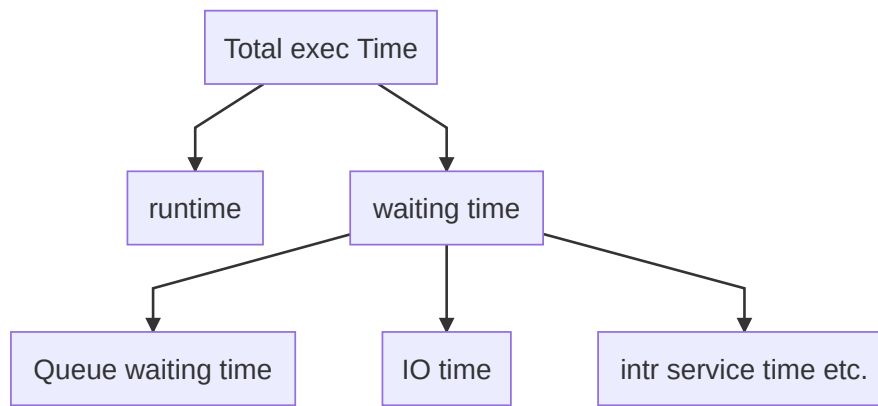 Total exec Time
runtime
waiting time
Queue waiting time
IO time
intr service time etc.